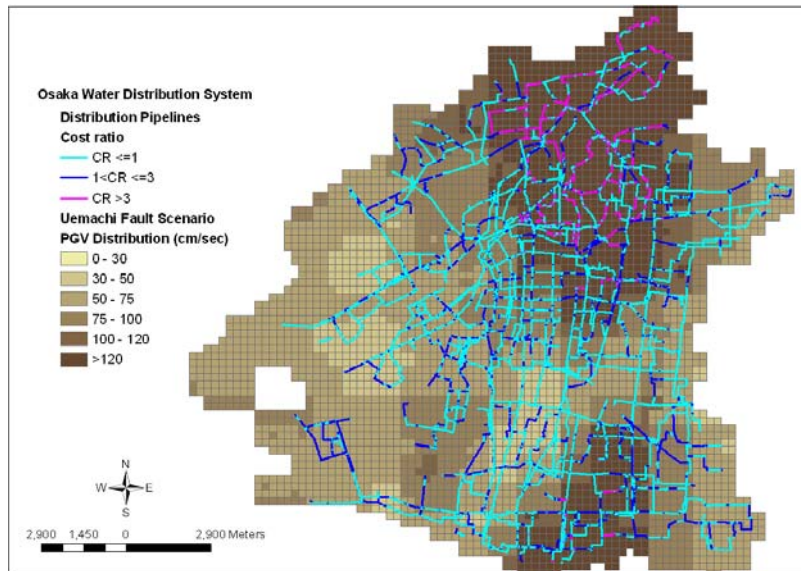 Osaka Water Distribution System
Distribution Pipelines
Cost ratio
CR <=1
1<CR <=3
CR >3
Uemachi Fault Scenario
PGV Distribution (cm/sec)
0 - 30
30 - 50
50 - 75
75 - 100
100 - 120
>120
N
W E
S
2,900 1,450 0 2,900 Meters